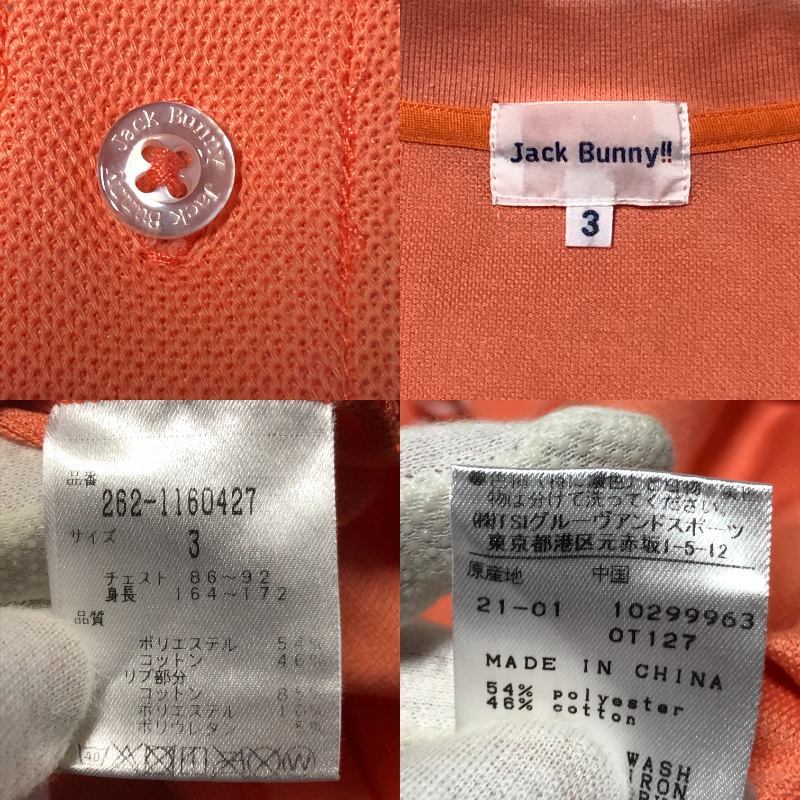 Jack Bunny
Jack Bunny
Jack Bunny!!
3
品番
262-1160427
サイズ
3
チェスト 86～92
身長 164～172
品質
ポリエステル 54%
コットン 46%
リブ部分
コットン
ポリエステル
ポリウレタン
40
物は分けて洗ってください。
㈱TSIグルーヴアンドスポーツ
東京都港区元赤坂1-5-12
原産地 中国
21-01 10299963
0T127
MADE IN CHINA
54% polyester
46% cotton
WASH
IRON